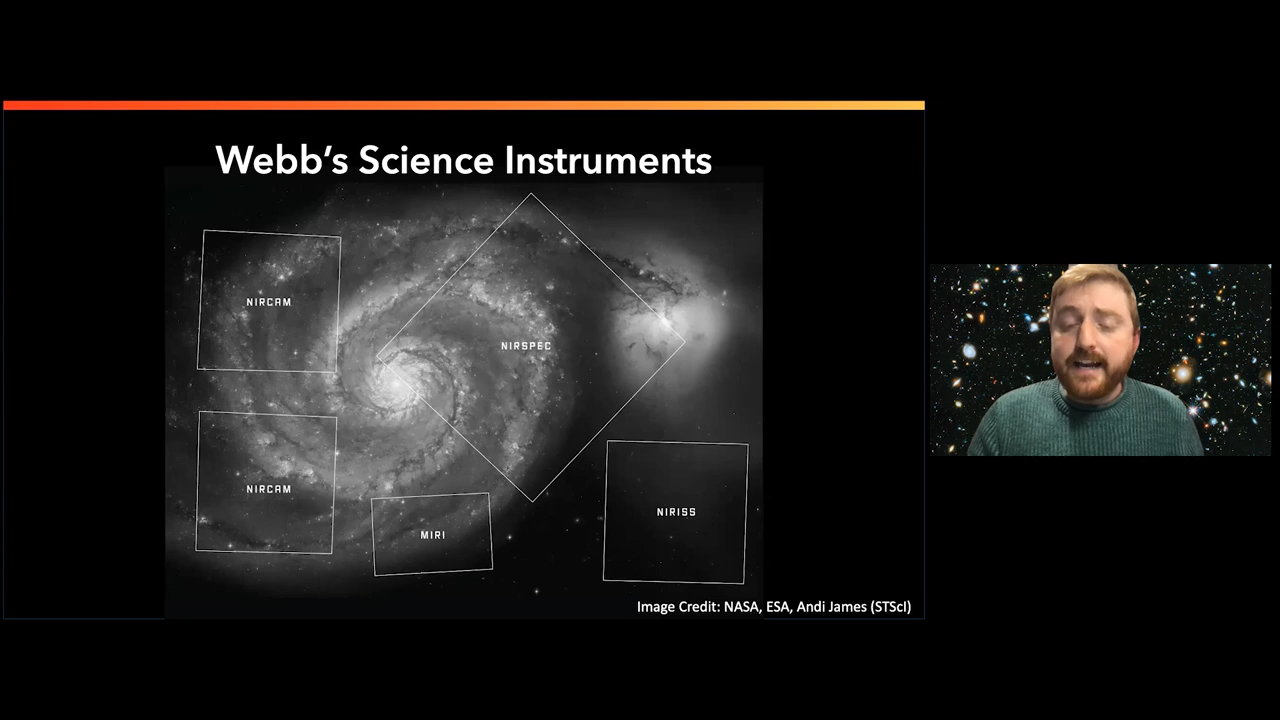 Webb’s Science Instruments
NIRCAM
NIRSPEC
NIRCAM
NIRISS
MIRI
Image Credit: NASA, ESA, Andi James (STScI)